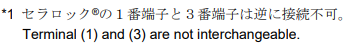 *1 セラロック®の１番端子と３番端子は逆に接続不可。
Terminal (1) and (3) are not interchangeable.